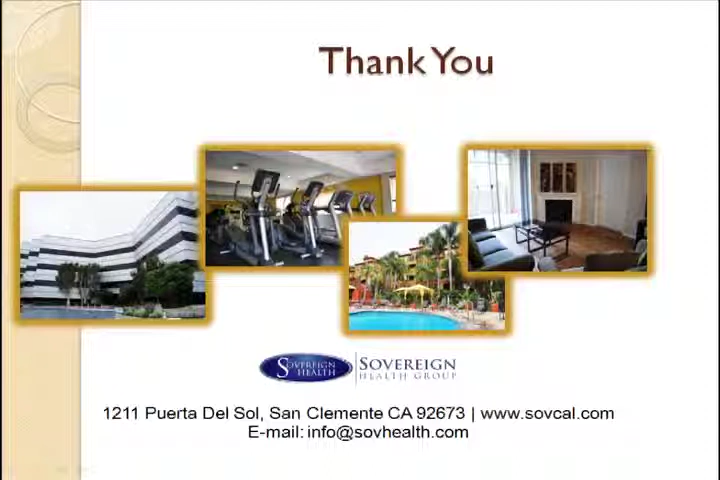 Thank You
SOVEREIGN HEALTH
SOVEREIGN
HEALTH GROUP
1211 Puerta Del Sol, San Clemente CA 92673 | www.sovcal.com
E-mail: info@sovhealth.com